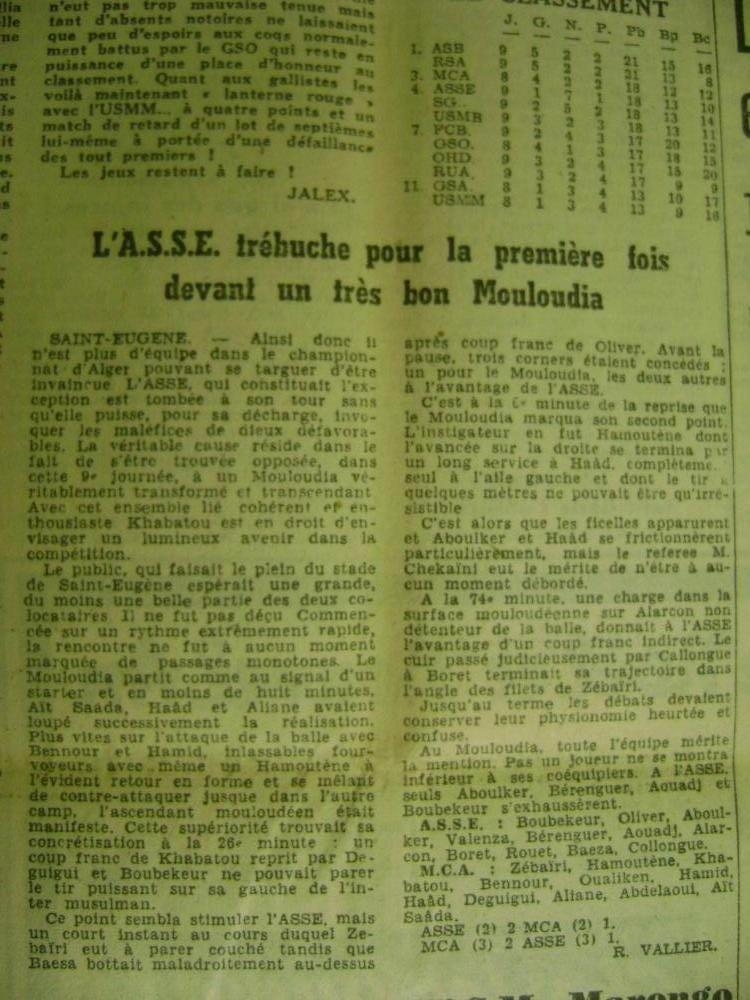 n'eut pas trop mauvaise tenue mais
tant d'absents notoires ne laissaient
que peu d'espoirs aux coqs normale-
ment battus par le GSO qui reste en
puissance d'une place d'honneur au
classement. Quant aux gallistes les
voilà maintenant « lanterne rouge »
avec l'USMM... à quatre points et un
match de retard d'un lot de septièmes
lui-même à portée d'une défaillance
des tout premiers !
Les jeux restent à faire !
JALEX.
CLASSEMENT
J. G. N. P. Pb Bp Bc
1. ASB 9 5 2 2 21 15 16
RSA 9 5 2 2 21 13 8
3. MCA 8 4 2 2 18 12 12
4. ASSE 9 1 7 1 18 13 10
SG.. 9 2 5 2 18 13 14
USMB 9 3 3 3 18 13 11
7. FCB. 9 2 4 3 17 20 12
GSO. 8 4 1 3 17 18 15
OHD. 9 3 2 4 17 15 20
RUA. 9 3 2 4 17 9 9
11. GSA. 8 1 3 4 13 10 17
USMM 8 1 3 4 13 9 16
L'A.S.S.E. trébuche pour la première fois
devant un très bon Mouloudia
SAINT-EUGENE. — Ainsi donc il
n'est plus d'équipe dans le champion-
nat d'Alger pouvant se targuer d'être
invaincue L'ASSE, qui constituait l'ex-
ception est tombée à son tour sans
qu'elle puisse, pour sa décharge, invo-
quer les maléfices de dieux défavora-
bles. La véritable cause réside dans le
fait de s'être trouvée opposée, dans
cette 9e journée, à un Mouloudia vé-
ritablement transformé et transcendant
Avec cet ensemble lié cohérent et en-
thousiaste Khabatou est en droit d'en-
visager un lumineux avenir dans la
compétition.
Le public, qui faisait le plein du stade
de Saint-Eugène espérait une grande,
du moins une belle partie des deux co-
locataires Il ne fut pas déçu Commen-
cée sur un rythme extrêmement rapide,
la rencontre ne fut à aucun moment
marquée de passages monotones. Le
Mouloudia partit comme au signal d'un
starter et en moins de huit minutes,
Aït Saada, Haâd et Aliane avaient
loupé successivement la réalisation.
Plus vites sur l'attaque de la balle avec
Bennour et Hamid, inlassables four-
voyeurs avec même un Hamoutène à
l'évident retour en forme et se mêlant
de contre-attaquer jusque dans l'autre
camp, l'ascendant mouloudéen était
manifeste. Cette supériorité trouvait sa
concrétisation à la 26e minute : un
coup franc de Khabatou reprit par De-
guigui et Boubekeur ne pouvait parer
le tir puissant sur sa gauche de l'in-
ter musulman.
Ce point sembla stimuler l'ASSE, mais
un court instant au cours duquel Ze-
baïri eut à parer couché tandis que
Baesa bottait maladroitement au-dessus
après coup franc de Oliver. Avant la
pause, trois corners étaient concédés :
un pour le Mouloudia, les deux autres
à l'avantage de l'ASSE.
C'est à la 6e minute de la reprise que
le Mouloudia marqua son second point.
L'instigateur en fut Hamoutène dont
l'avancée sur la droite se termina par
un long service à Haâd, complèteme.
seul à l'aile gauche et dont le tir à
quelques mètres ne pouvait être qu'irré-
sistible
C'est alors que les ficelles apparurent
et Aboulker et Haâd se frictionnèrent
particulièrement, mais le referee M.
Chekaïni eut le mérite de n'être à au-
cun moment débordé.
A la 74e minute, une charge dans la
surface mouloudéenne sur Alarcon non
détenteur de la balle, donnait à l'ASSE
l'avantage d'un coup franc indirect. Le
cuir passé judicieusement par Callongue
à Boret terminait sa trajectoire dans
l'angle des filets de Zébaïri.
Jusqu'au terme les débats devaient
conserver leur physionomie heurtée et
confuse.
Au Mouloudia, toute l'équipe mérite
la mention. Pas un joueur ne se montra
inférieur à ses coéquipiers. A l'ASSE,
seuls Aboulker, Bérenguer, Aouadj et
Boubekeur s'exhaussèrent.
A.S.S.E. : Boubekeur, Oliver, Aboul-
ker, Valenza, Bérenguer, Aouadj, Alar-
con, Boret, Rouet, Baeza, Collongue.
M.C.A. : Zébaïri, Hamoutène, Kha-
batou, Bennour, Oualiken, Hamid,
Haâd, Deguigui, Aliane, Abdelaoui, Aït
Saâda.
ASSE (2) 2 MCA (2) 1.
MCA (3) 2 ASSE (3) 1.
R. VALLIER.